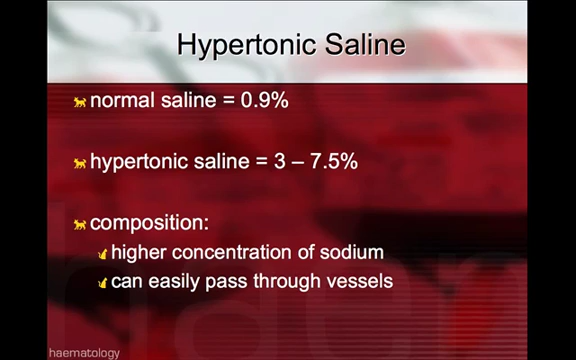 Hypertonic Saline
normal saline = 0.9%
hypertonic saline = 3 – 7.5%
composition:
higher concentration of sodium
can easily pass through vessels
haematology